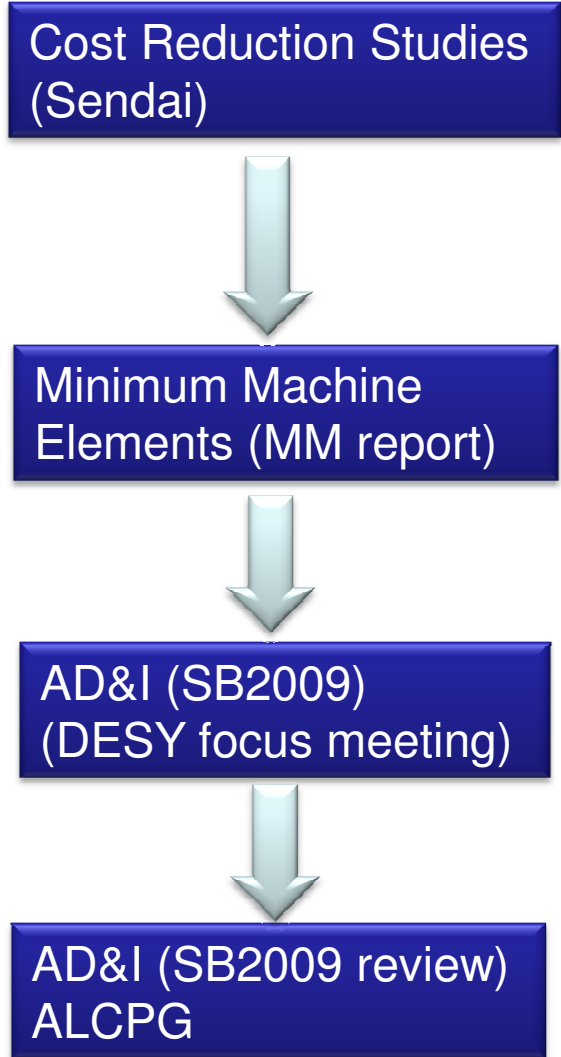 Cost Reduction Studies
(Sendai)
Minimum Machine
Elements (MM report)
AD&I (SB2009)
(DESY focus meeting)
AD&I (SB2009 review)
ALCPG